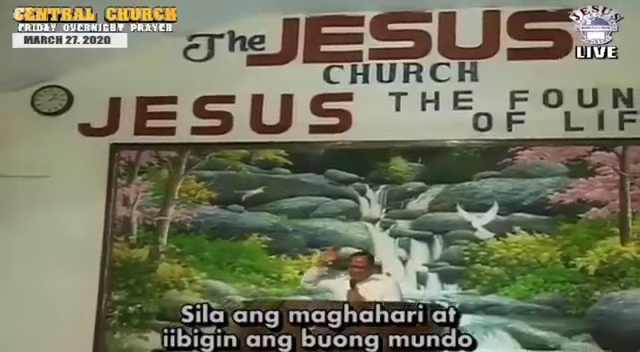 CENTRAL CHURCH
FRIDAY OVERNIGHT PRAYER
MARCH 27. 2020
LIVE
The JESUS
CHURCH
JESUS THE FOUN
OF LIF
Sila ang maghahari at
iibigin ang buong mundo